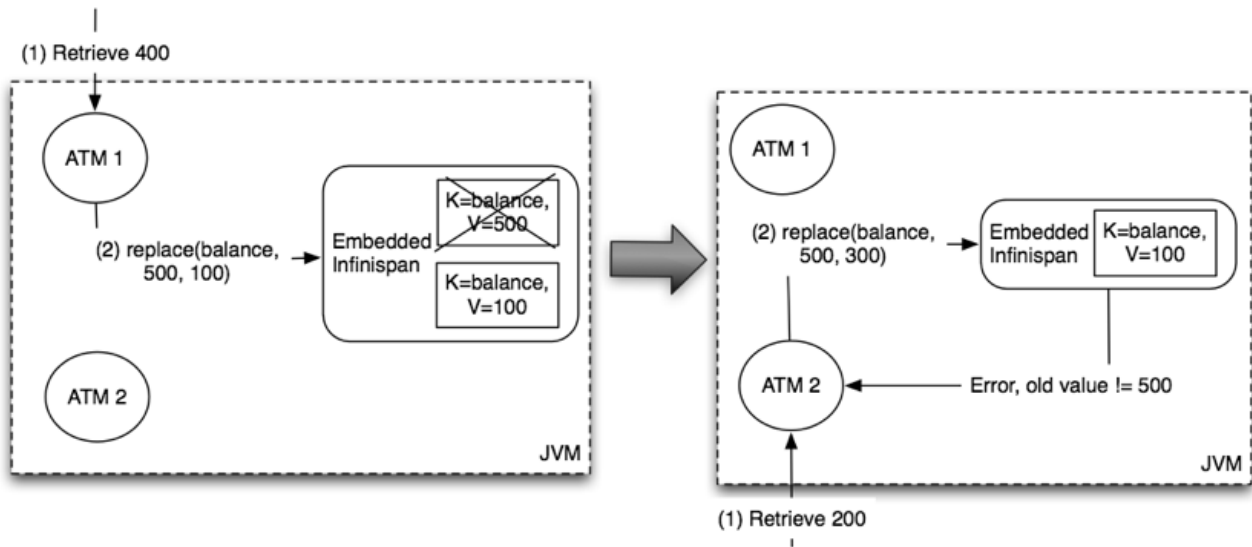 (1) Retrieve 400
ATM 1
(2) replace(balance,
500, 100)
Embedded
Infinispan
K=balance,
V=500
K=balance,
V=100
ATM 2
JVM
ATM 1
(2) replace(balance,
500, 300)
Embedded
Infinispan
K=balance,
V=100
ATM 2
Error, old value != 500
JVM
(1) Retrieve 200